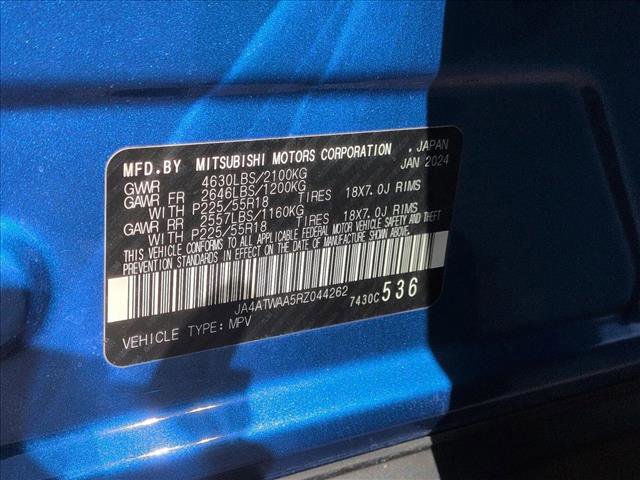 MFD.BY MITSUBISHI MOTORS CORPORATION , JAPAN
JAN 2024
GVWR 4630LBS/2100KG
GAWR FR 2646LBS/1200KG
WITH P225/55R18 TIRES 18X7.0J RIMS
GAWR RR 2557LBS/1160KG
WITH P225/55R18 TIRES 18X7.0J RIMS
THIS VEHICLE CONFORMS TO ALL APPLICABLE FEDERAL MOTOR VEHICLE SAFETY AND THEFT
PREVENTION STANDARDS IN EFFECT ON THE DATE OF MANUFACTURE SHOWN ABOVE.
JA4ATWAA5RZ044262 7430C 536
VEHICLE TYPE: MPV